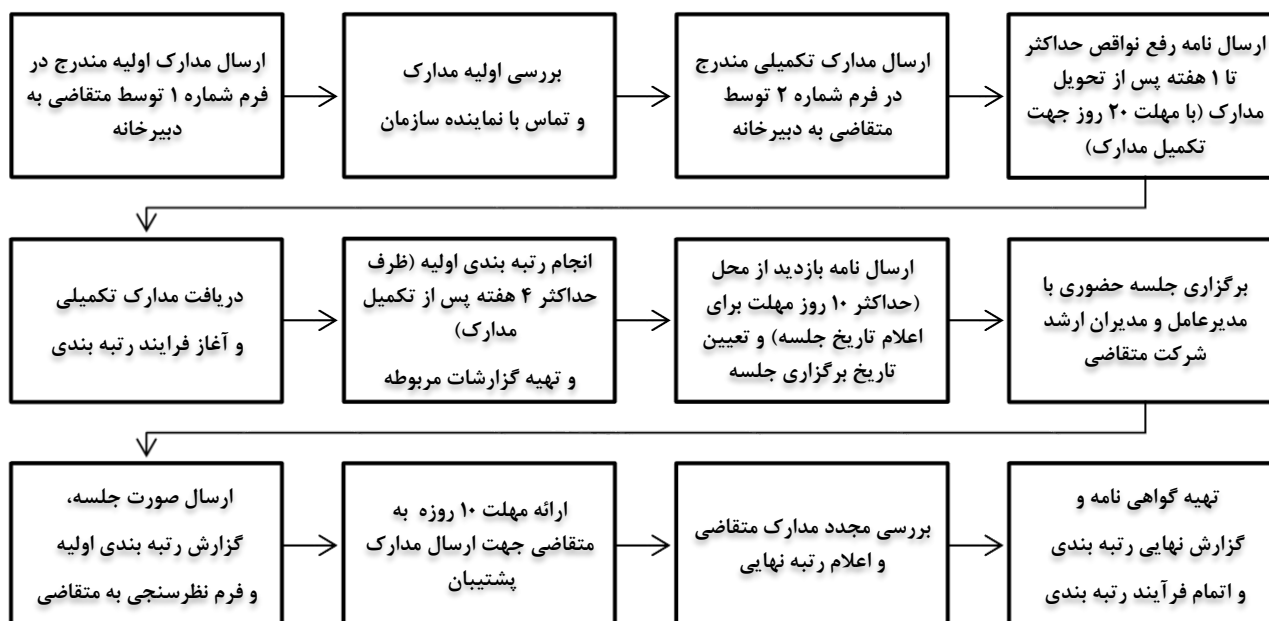 ارسال مدارک اولیه مندرج در
فرم شماره ۱ توسط متقاضی به
دبیرخانه
بررسی اولیه مدارک
و تماس با نماینده سازمان
ارسال مدارک تکمیلی مندرج
در فرم شماره ۲ توسط
متقاضی به دبیرخانه
ارسال نامه رفع نواقص حداکثر
تا ۱ هفته پس از تحویل
مدارک (با مهلت ۲۰ روز جهت
تکمیل مدارک)
دریافت مدارک تکمیلی
و آغاز فرایند رتبه بندی
انجام رتبه بندی اولیه (ظرف
حداکثر ۴ هفته پس از تکمیل
مدارک)
و تهیه گزارشات مربوطه
ارسال نامه بازدید از محل
(حداکثر ۱۰ روز مهلت برای
اعلام تاریخ جلسه) و تعیین
تاریخ برگزاری جلسه
برگزاری جلسه حضوری با
مدیرعامل و مدیران ارشد
شرکت متقاضی
ارسال صورت جلسه،
گزارش رتبه بندی اولیه
و فرم نظرسنجی به متقاضی
ارائه مهلت ۱۰ روزه به
متقاضی جهت ارسال مدارک
پشتیبان
بررسی مجدد مدارک متقاضی
و اعلام رتبه نهایی
تهیه گواهی نامه و
گزارش نهایی رتبه بندی
و اتمام فرآیند رتبه بندی